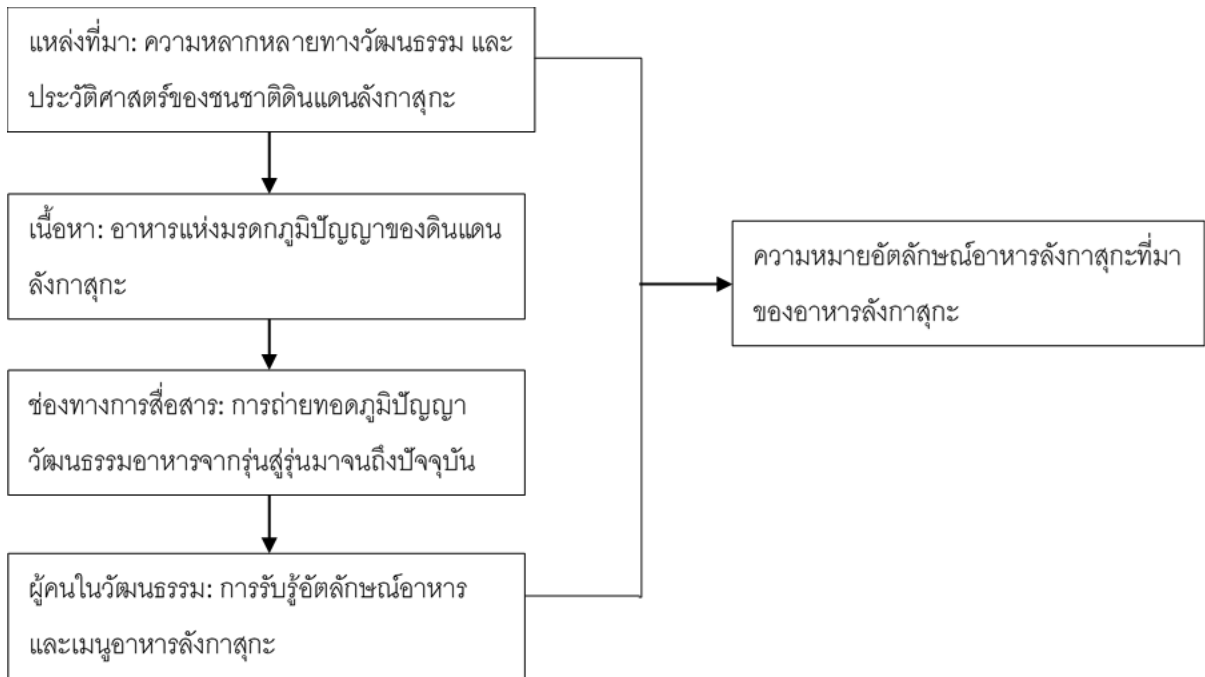 แหล่งที่มา: ความหลากหลายทางวัฒนธรรม และ
ประวัติศาสตร์ของชนชาติดินแดนลังกาสุกะ
เนื้อหา: อาหารแห่งมรดกภูมิปัญญาของดินแดน
ลังกาสุกะ
ช่องทางการสื่อสาร: การถ่ายทอดภูมิปัญญา
วัฒนธรรมอาหารจากรุ่นสู่รุ่นมาจนถึงปัจจุบัน
ผู้คนในวัฒนธรรม: การรับรู้อัตลักษณ์อาหาร
และเมนูอาหารลังกาสุกะ
ความหมายอัตลักษณ์อาหารลังกาสุกะที่มา
ของอาหารลังกาสุกะ